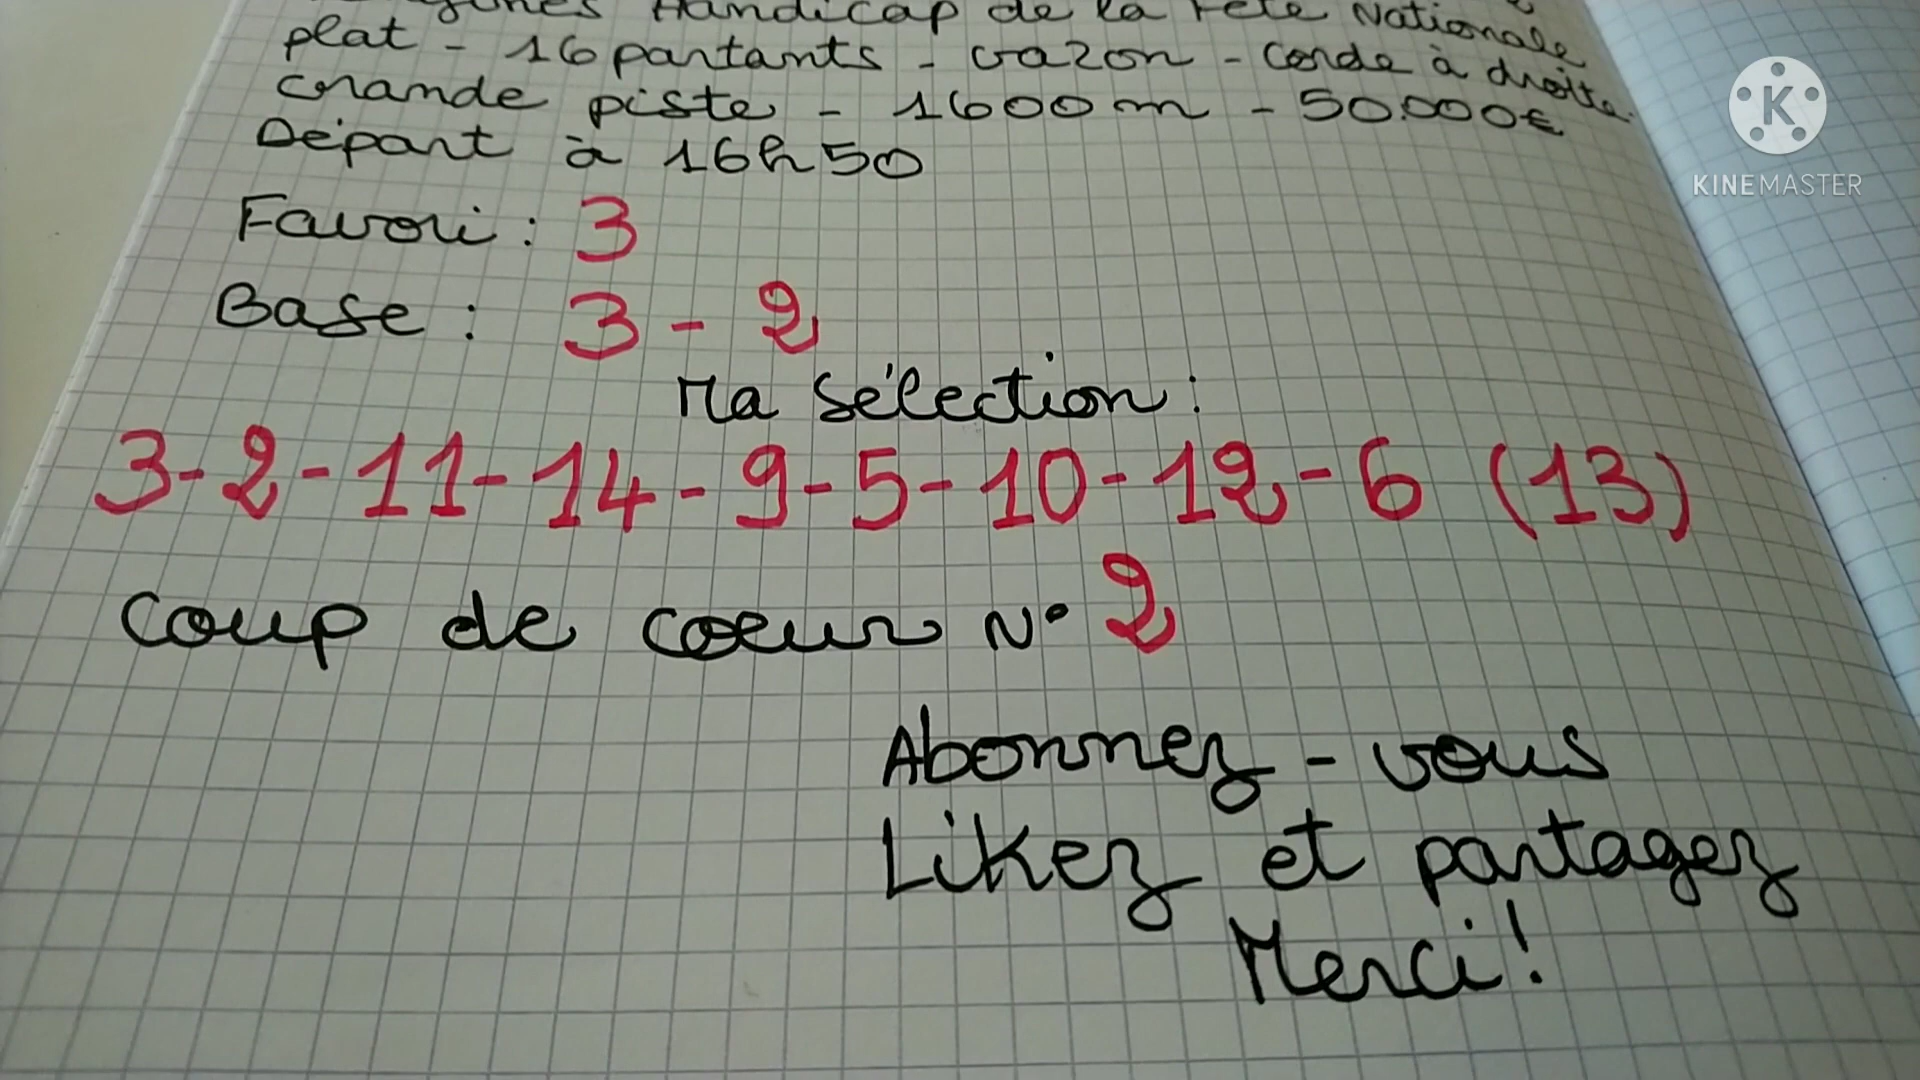 Handicap de la Fête Nationale
plat - 16 partants - Gazon - Corde à droite
Grande piste - 1600 m - 50.000€
Départ à 16h50
Favori : 3
Base : 3 - 2
Ma sélection :
3 - 2 - 11 - 14 - 9 - 5 - 10 - 12 - 6 (13)
Coup de coeur N° 2
Abonnez-vous
Likez et partagez
Merci !
K
KINEMASTER